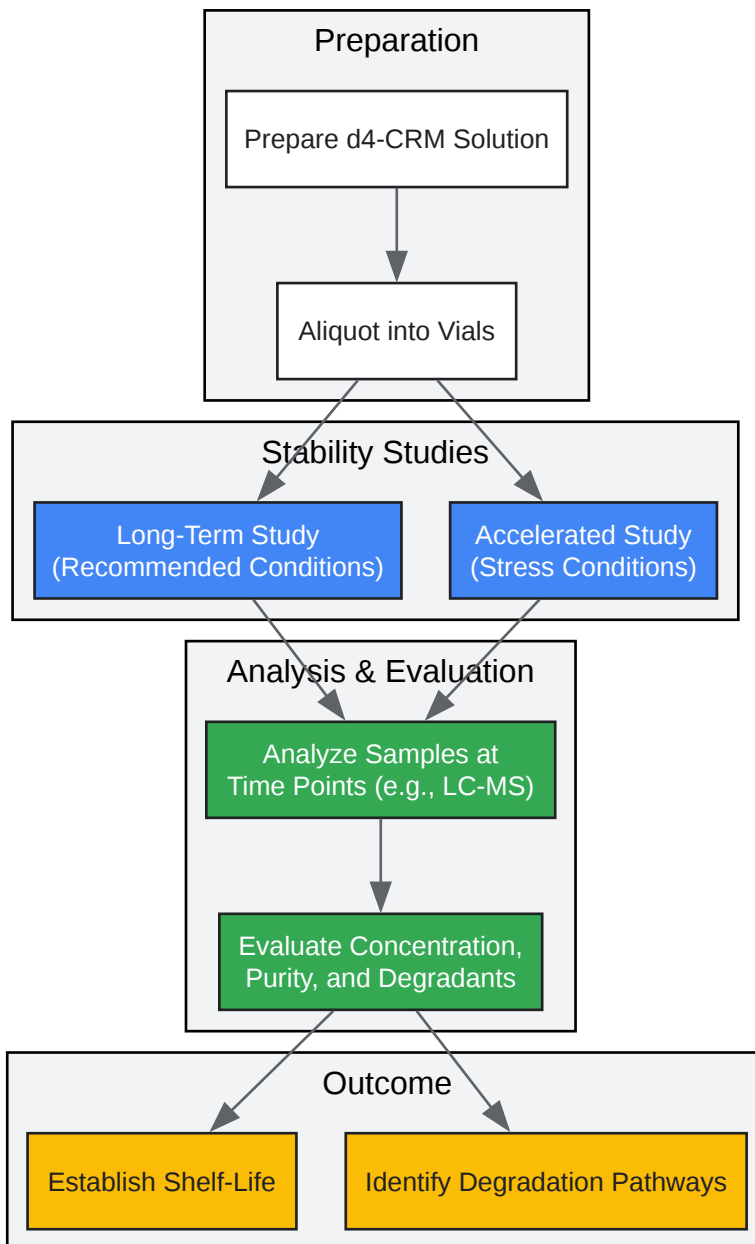 Preparation
Prepare d4-CRM Solution
Aliquot into Vials
Stability Studies
Long-Term Study
(Recommended Conditions)
Accelerated Study
(Stress Conditions)
Analysis & Evaluation
Analyze Samples at
Time Points (e.g., LC-MS)
Evaluate Concentration,
Purity, and Degradants
Outcome
Establish Shelf-Life
Identify Degradation Pathways